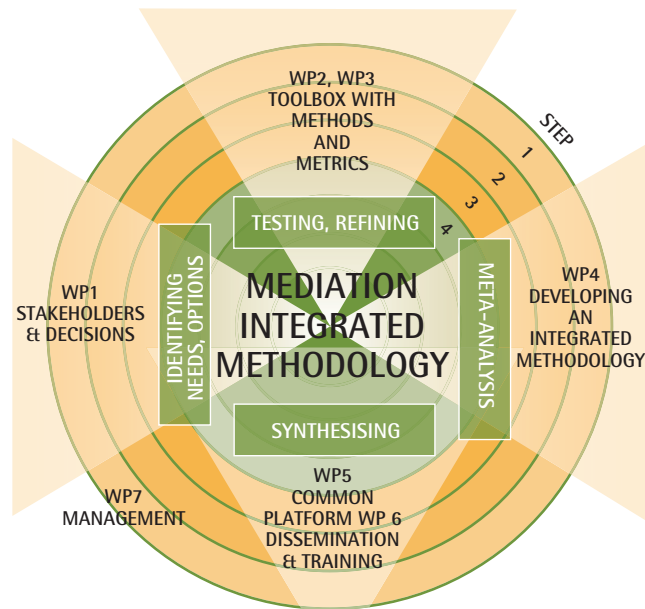 WP2, WP3
TOOLBOX WITH
METHODS
AND
METRICS
STEP
1
2
3
4
TESTING, REFINING
IDENTIFYING
NEEDS, OPTIONS
MEDIATION
INTEGRATED
METHODOLOGY
META-ANALYSIS
WP1
STAKEHOLDERS
& DECISIONS
WP4
DEVELOPING
AN
INTEGRATED
METHODOLOGY
SYNTHESISING
WP5
COMMON
PLATFORM WP 6
DISSEMINATION
& TRAINING
WP7
MANAGEMENT